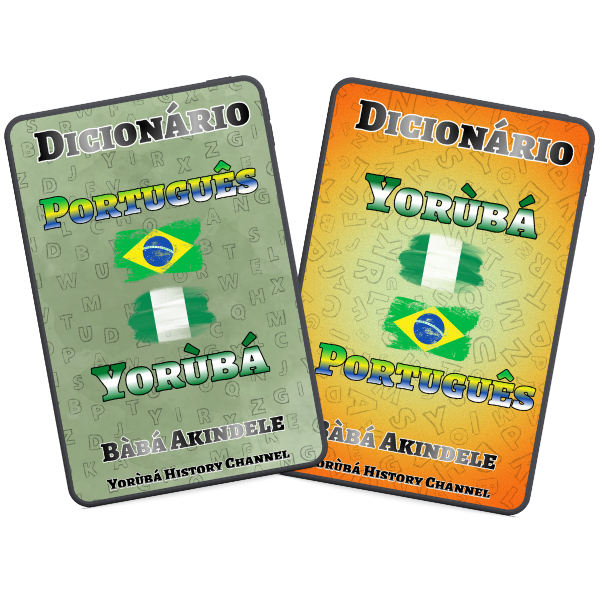 Dicionário
Português
Yorùbá
Bàbá Akindele
Yorùbá History Channel
Dicionário
Yorùbá
Português
Bàbá Akindele
Yorùbá History Channel